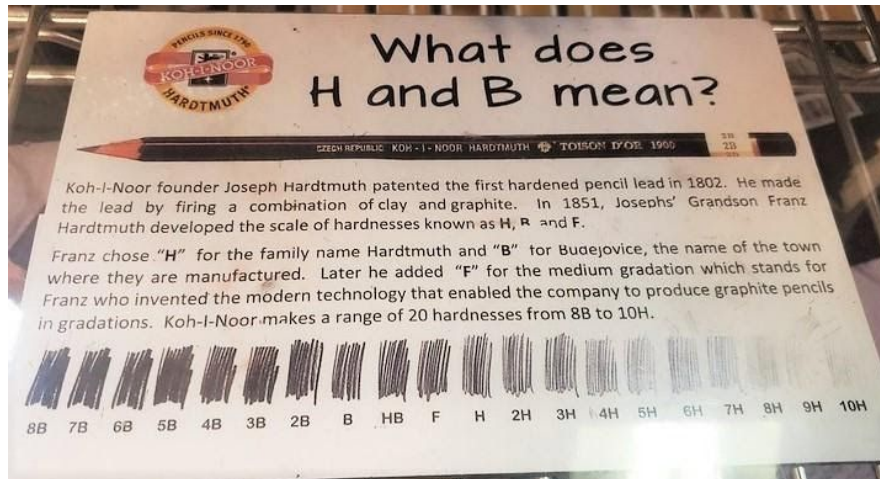 PENCILS SINCE 1790
KOH-I-NOOR
HARDTMUTH
What does
H and B mean?
CZECH REPUBLIC KOH-I-NOOR HARDTMUTH TOISON D'OR 1900
2B
2B
2B
Koh-I-Noor founder Joseph Hardtmuth patented the first hardened pencil lead in 1802. He made
the lead by firing a combination of clay and graphite. In 1851, Josephs' Grandson Franz
Hardtmuth developed the scale of hardnesses known as H, B and F.
Franz chose "H" for the family name Hardtmuth and "B" for Budejovice, the name of the town
where they are manufactured. Later he added "F" for the medium gradation which stands for
Franz who invented the modern technology that enabled the company to produce graphite pencils
in gradations. Koh-I-Noor makes a range of 20 hardnesses from 8B to 10H.
8B 7B 6B 5B 4B 3B 2B B HB F H 2H 3H 4H 5H 6H 7H 8H 9H 10H